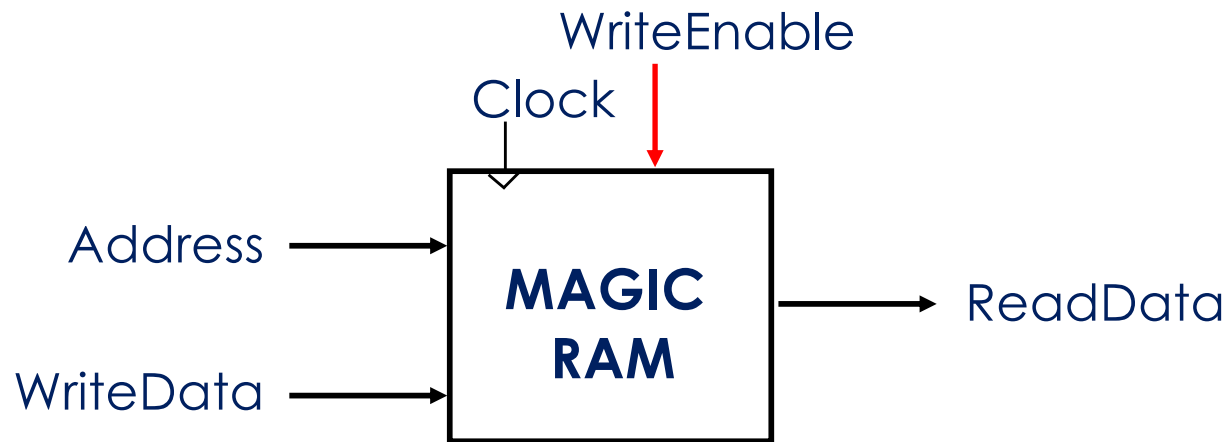 WriteEnable
Clock
Address
MAGIC
RAM
ReadData
WriteData